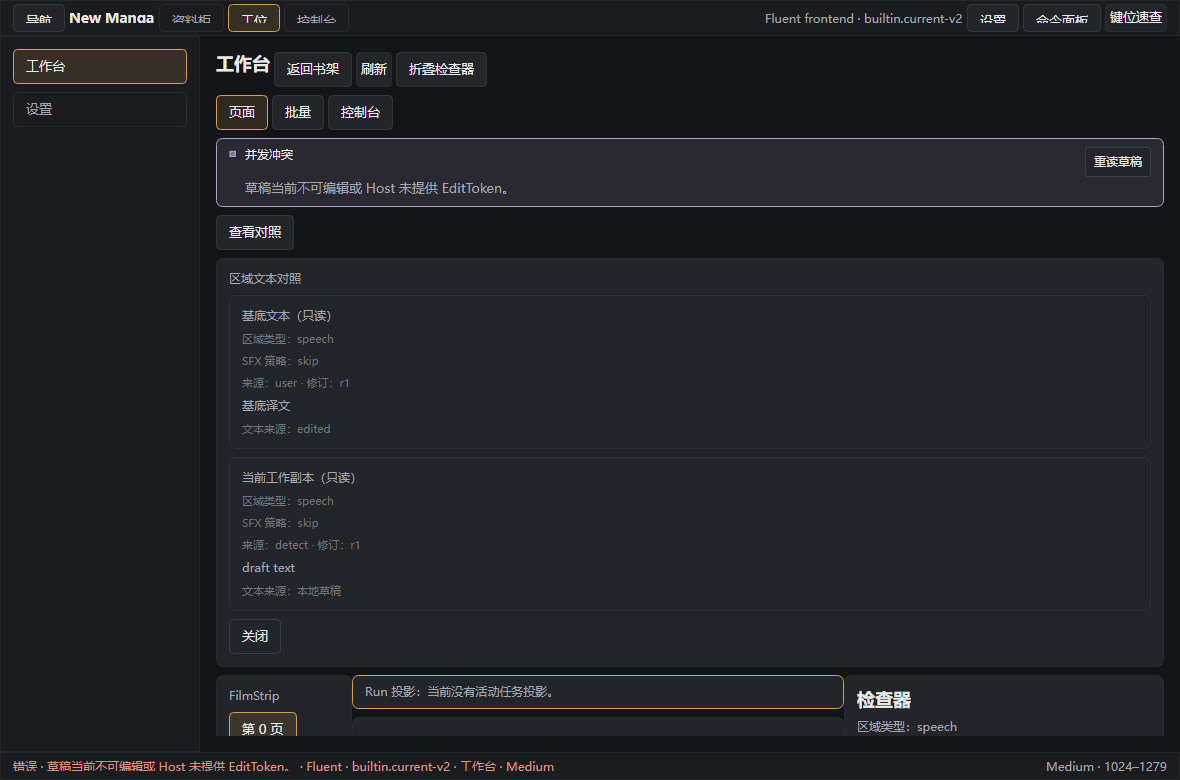 导航 New Manga 资料柜 工位 控制台 Fluent frontend · builtin.current-v2 设置 命令面板 键位速查
工作台
设置
工作台 返回书架 刷新 折叠检查器
页面 批量 控制台
并发冲突
重读草稿
草稿当前不可编辑或 Host 未提供 EditToken。
查看对照
区域文本对照
基底文本（只读）
区域类型：speech
SFX 策略：skip
来源：user · 修订：r1
基底译文
文本来源：edited
当前工作副本（只读）
区域类型：speech
SFX 策略：skip
来源：detect · 修订：r1
draft text
文本来源：本地草稿
关闭
FilmStrip
第 0 页
Run 投影：当前没有活动任务投影。
检查器
区域类型：speech
错误 · 草稿当前不可编辑或 Host 未提供 EditToken。 · Fluent · builtin.current-v2 · 工作台 · Medium
Medium · 1024–1279